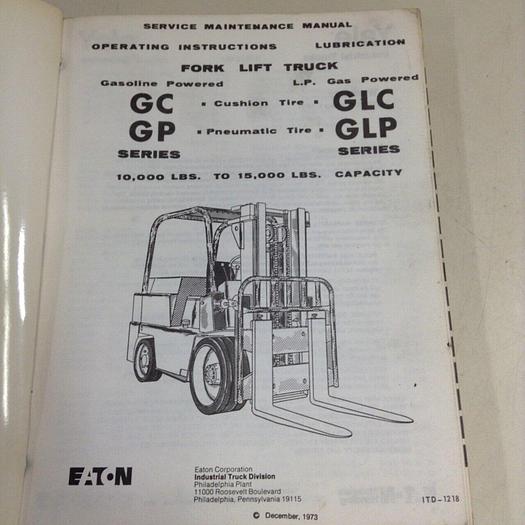 SERVICE MAINTENANCE MANUAL
OPERATING INSTRUCTIONS LUBRICATION
FORK LIFT TRUCK
Gasoline Powered L.P. Gas Powered
GC ▪ Cushion Tire ▪ GLC
GP ▪ Pneumatic Tire ▪ GLP
SERIES SERIES
10,000 LBS. TO 15,000 LBS. CAPACITY
EATON
Eaton Corporation
Industrial Truck Division
Philadelphia Plant
11000 Roosevelt Boulevard
Philadelphia, Pennsylvania 19115
ITD-1218
© December, 1973